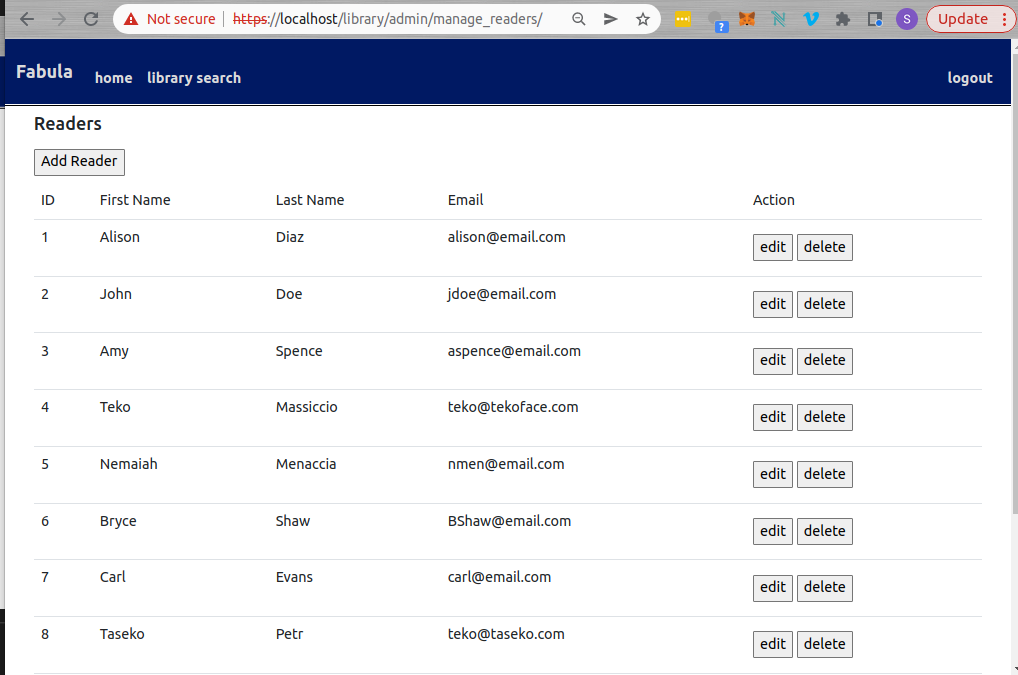 Not secure https://localhost/library/admin/manage_readers/ ? S Update
Fabula home library search logout
Readers
Add Reader
ID First Name Last Name Email Action
1 Alison Diaz alison@email.com edit delete
2 John Doe jdoe@email.com edit delete
3 Amy Spence aspence@email.com edit delete
4 Teko Massiccio teko@tekoface.com edit delete
5 Nemaiah Menaccia nmen@email.com edit delete
6 Bryce Shaw BShaw@email.com edit delete
7 Carl Evans carl@email.com edit delete
8 Taseko Petr teko@taseko.com edit delete